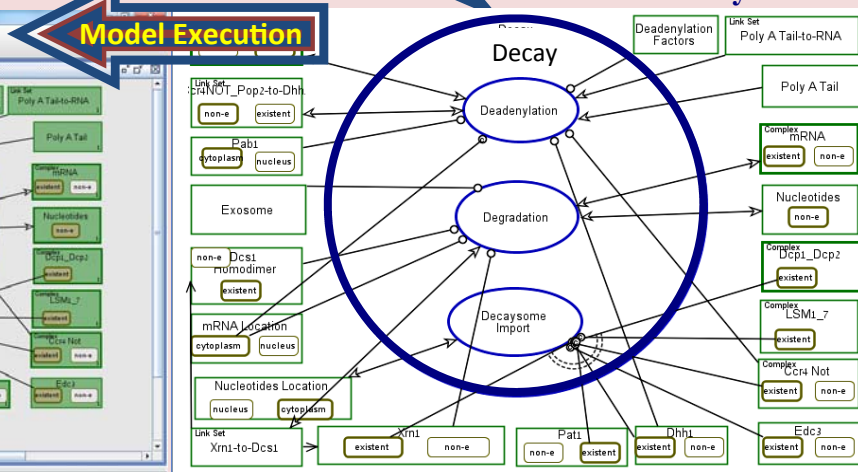 Model Execution
Link Set
Poly A Tail-to-RNA
Poly A Tail
Complex
mRNA
existent
non-e
Nucleotides
non-e
Complex
Dcp1_Dcp2
existent
Complex
LSM1_7
existent
Complex
Ccr4 Not
existent
non-e
Edc3
existent
non-e
Decay
Deadenylation
Degradation
Decaysome
Import
Link Set
non-e
existent
Pab1
cytoplasm
nucleus
Exosome
non-e
Dcs1
Homodimer
existent
mRNA Location
cytoplasm
nucleus
Nucleotides Location
nucleus
cytoplasm
Link Set
Xrn1-to-Dcs1
Xrn1
existent
non-e
Pat1
non-e
existent
Dhh1
existent
non-e
Deadenylation
Factors
Link Set
Poly A Tail-to-RNA
Poly A Tail
Complex
mRNA
existent
non-e
Nucleotides
non-e
Complex
Dcp1_Dcp2
existent
Complex
LSM1_7
existent
Complex
Ccr4 Not
existent
non-e
Edc3
existent
non-e